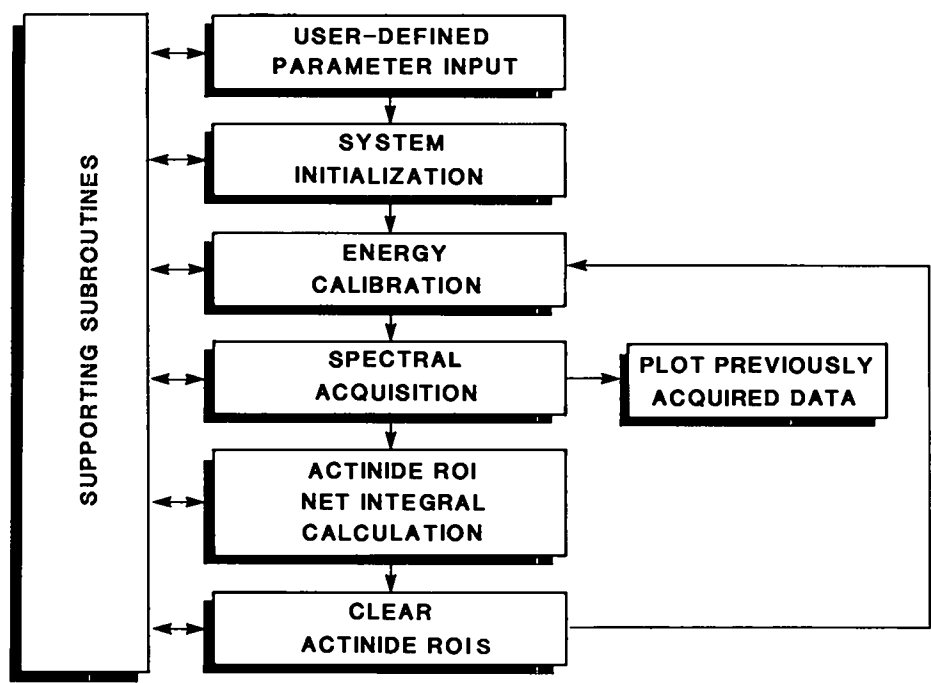 SUPPORTING SUBROUTINES
USER-DEFINED
PARAMETER INPUT
SYSTEM
INITIALIZATION
ENERGY
CALIBRATION
SPECTRAL
ACQUISITION
PLOT PREVIOUSLY
ACQUIRED DATA
ACTINIDE ROI
NET INTEGRAL
CALCULATION
CLEAR
ACTINIDE ROIS